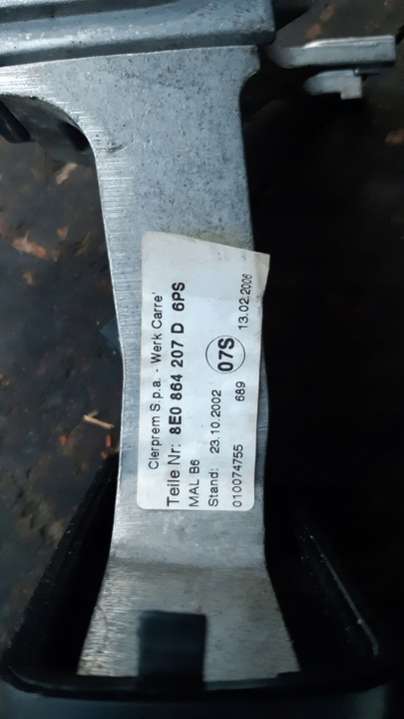 Clerprem S.p.a. - Werk Carre'
Teile Nr: 8E0 864 207 D 6PS
MAL B6
Stand: 23.10.2002 07S
010074755 689 13.02.2006